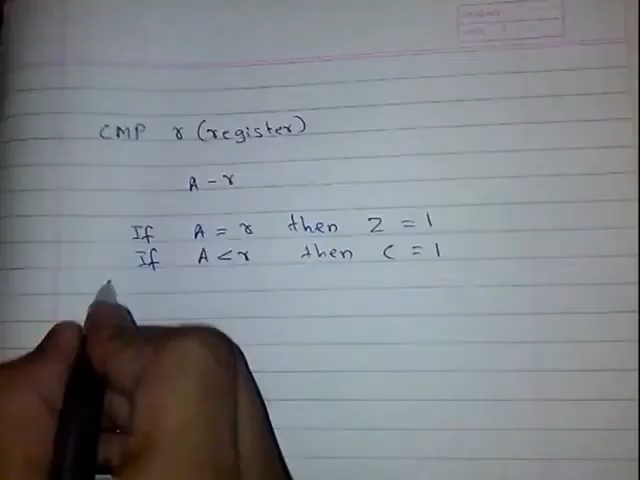 CMP r (register)
A - r
If A = r then Z = 1
If A < r then C = 1